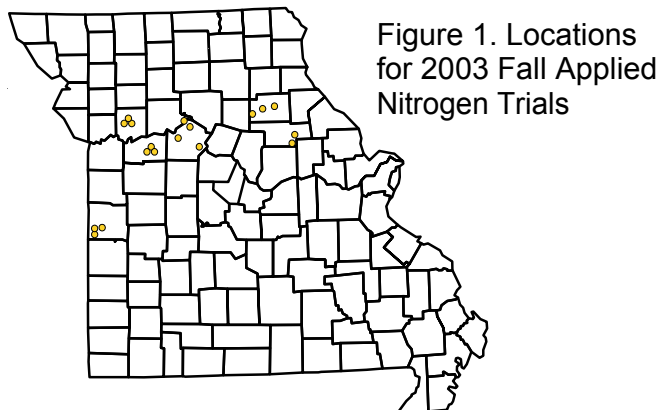 Figure 1. Locations
for 2003 Fall Applied
Nitrogen Trials